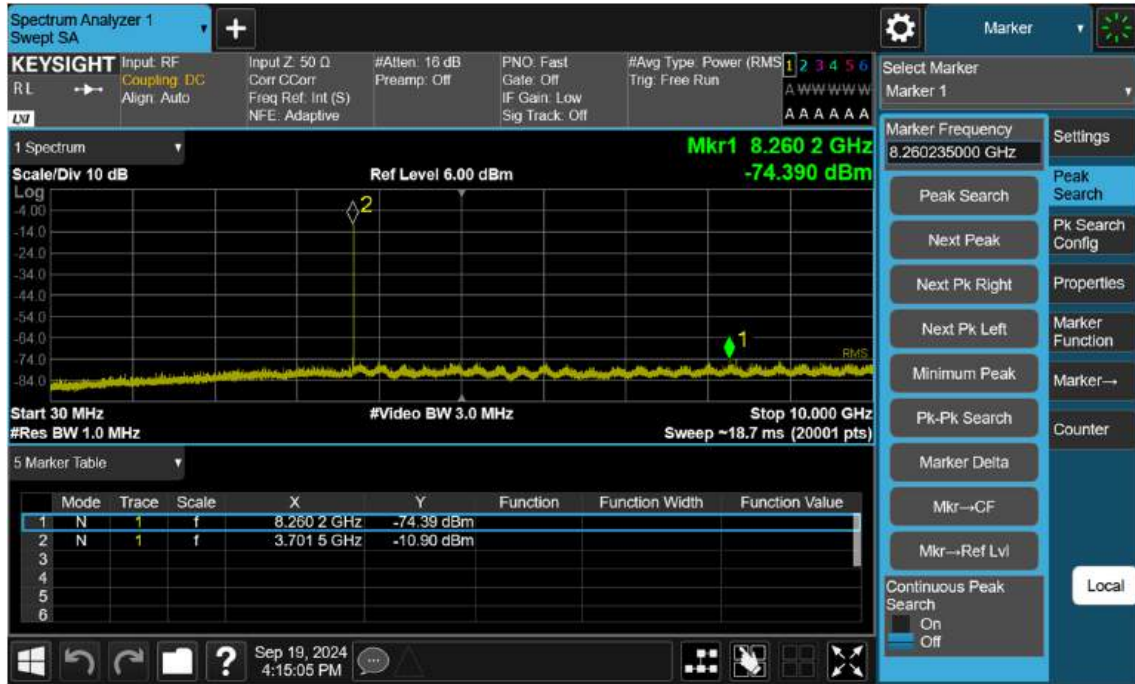 Spectrum Analyzer 1
Swept SA
Marker
KEYSIGHT
RL
LXI
Input: RF
Coupling: DC
Align: Auto
Input Z: 50 Ω
Corr CCorr
Freq Ref: Int (S)
NFE: Adaptive
#Atten: 16 dB
Preamp: Off
PNO: Fast
Gate: Off
IF Gain: Low
Sig Track: Off
#Avg Type: Power (RMS
Trig: Free Run
1 2 3 4 5 6
A W W W W W
A A A A A A
Select Marker
Marker 1
1 Spectrum
Mkr1 8.260 2 GHz
Scale/Div 10 dB
Ref Level 6.00 dBm
-74.390 dBm
Log
-4.00
-14.0
-24.0
-34.0
-44.0
-54.0
-64.0
-74.0
-84.0
2
1
RMS
Start 30 MHz
#Video BW 3.0 MHz
Stop 10.000 GHz
#Res BW 1.0 MHz
Sweep ~18.7 ms (20001 pts)
5 Marker Table
Mode Trace Scale X Y Function Function Width Function Value
1 N 1 f 8.260 2 GHz -74.39 dBm
2 N 1 f 3.701 5 GHz -10.90 dBm
3
4
5
6
Marker Frequency
8.260235000 GHz
Peak Search
Next Peak
Next Pk Right
Next Pk Left
Minimum Peak
Pk-Pk Search
Marker Delta
Mkr→CF
Mkr→Ref Lvl
Continuous Peak
Search
On
Off
Settings
Peak
Search
Pk Search
Config
Properties
Marker
Function
Marker→
Counter
Local
?
Sep 19, 2024
4:15:05 PM